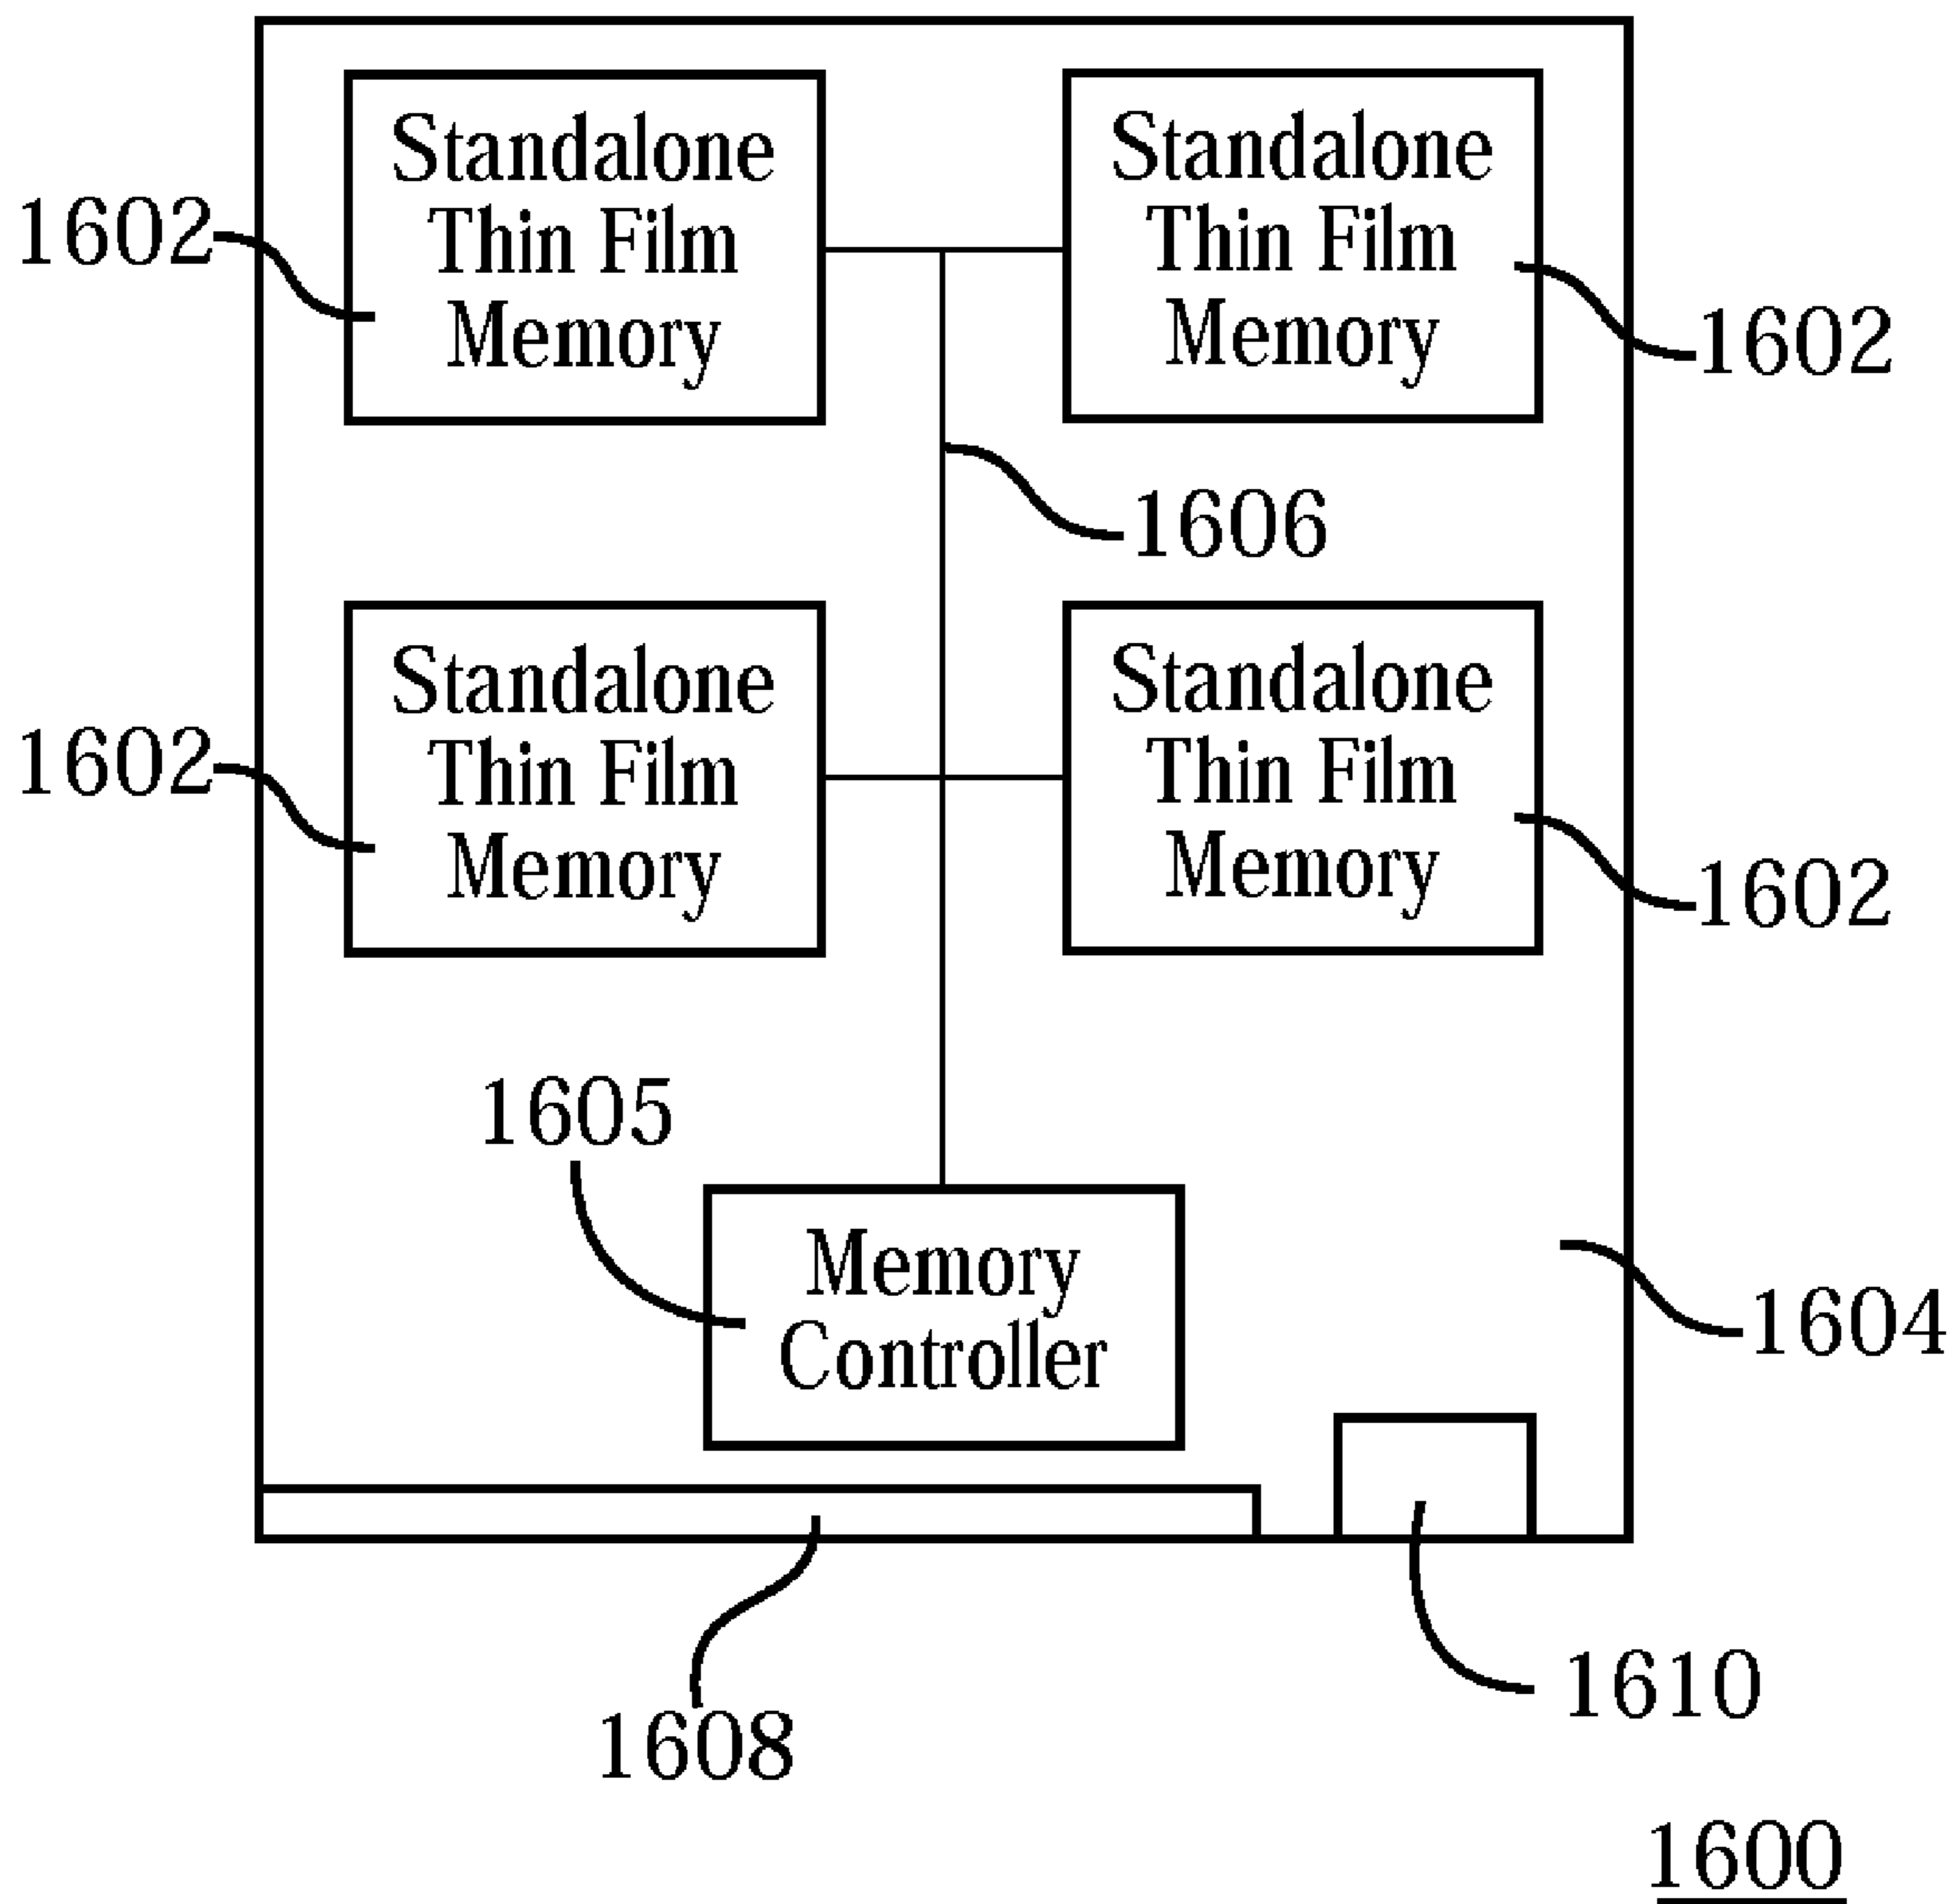 Standalone
Thin Film
Memory
1602
Standalone
Thin Film
Memory
1602
1606
Standalone
Thin Film
Memory
1602
Standalone
Thin Film
Memory
1602
1605
Memory
Controller
1604
1610
1608
1600